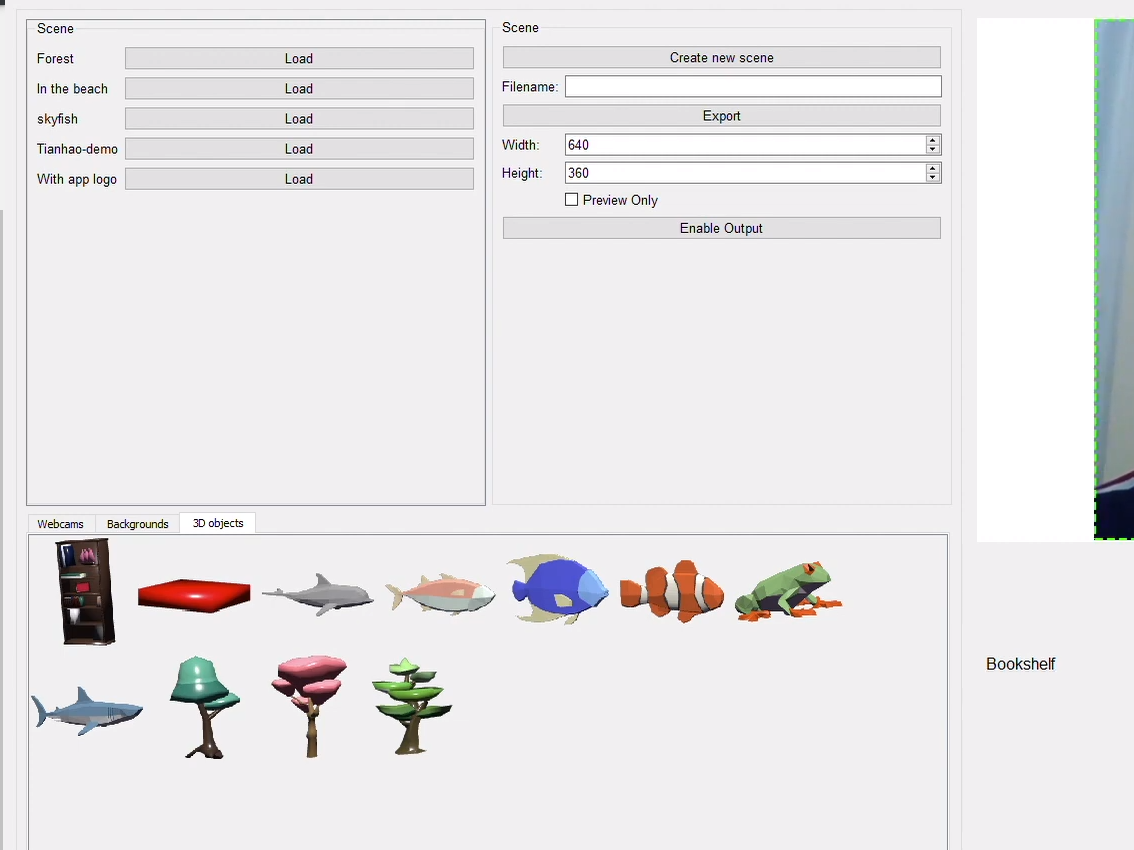 Scene
Forest Load
In the beach Load
skyfish Load
Tianhao-demo Load
With app logo Load
Scene
Create new scene
Filename:
Export
Width: 640
Height: 360
Preview Only
Enable Output
Webcams Backgrounds 3D objects
Bookshelf